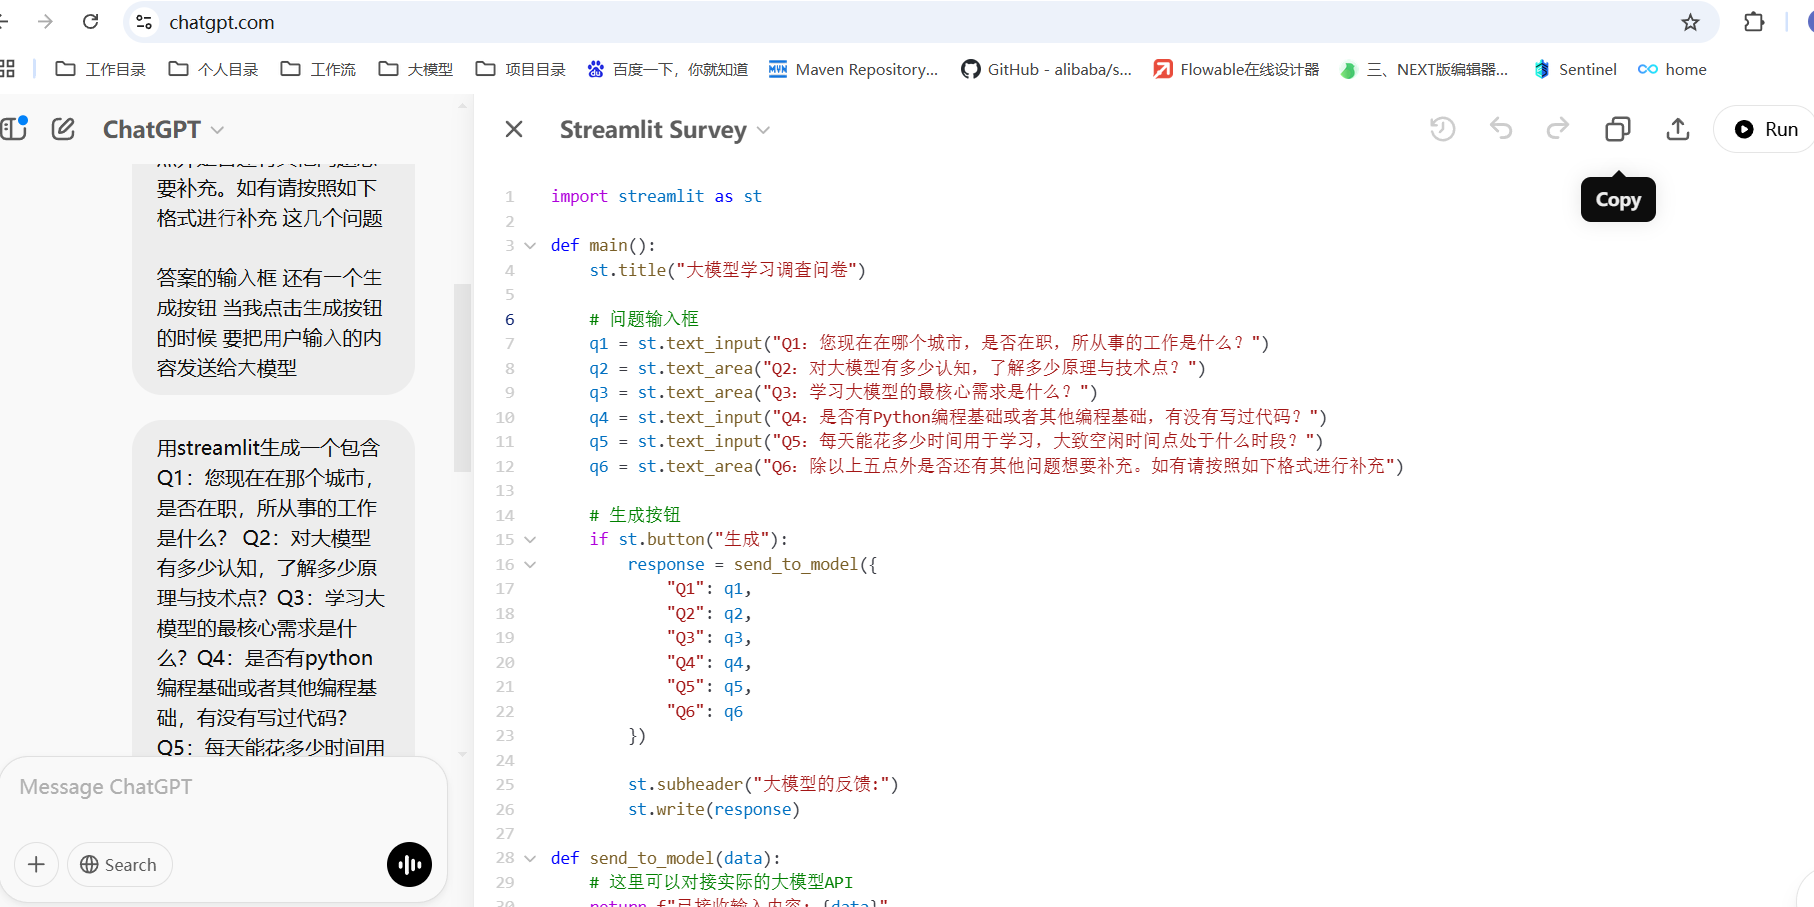 chatgpt.com
工作目录 个人目录 工作流 大模型 项目目录 百度一下，你就知道 Maven Repository... GitHub - alibaba/s... Flowable在线设计器 三、NEXT版编辑器... Sentinel home
ChatGPT
要补充。如有请按照如下
格式进行补充 这几个问题
答案的输入框 还有一个生
成按钮 当我点击生成按钮
的时候 要把用户输入的内
容发送给大模型
用streamlit生成一个包含
Q1：您现在在那个城市，
是否在职，所从事的工作
是什么？ Q2：对大模型
有多少认知，了解多少原
理与技术点？Q3：学习大
模型的最核心需求是什
么？Q4：是否有python
编程基础或者其他编程基
础，有没有写过代码？
Q5：每天能花多少时间用
Message ChatGPT
Search
Streamlit Survey
Run
Copy
1 import streamlit as st
2
3 def main():
4     st.title("大模型学习调查问卷")
5
6     # 问题输入框
7     q1 = st.text_input("Q1：您现在在哪个城市，是否在职，所从事的工作是什么？")
8     q2 = st.text_area("Q2：对大模型有多少认知，了解多少原理与技术点？")
9     q3 = st.text_area("Q3：学习大模型的最核心需求是什么？")
10     q4 = st.text_input("Q4：是否有Python编程基础或者其他编程基础，有没有写过代码？")
11     q5 = st.text_input("Q5：每天能花多少时间用于学习，大致空闲时间点处于什么时段？")
12     q6 = st.text_area("Q6：除以上五点外是否还有其他问题想要补充。如有请按照如下格式进行补充")
13
14     # 生成按钮
15     if st.button("生成"):
16         response = send_to_model({
17             "Q1": q1,
18             "Q2": q2,
19             "Q3": q3,
20             "Q4": q4,
21             "Q5": q5,
22             "Q6": q6
23         })
24
25         st.subheader("大模型的反馈:")
26         st.write(response)
27
28 def send_to_model(data):
29     # 这里可以对接实际的大模型API
30     return f"已接收输入内容: {data}"